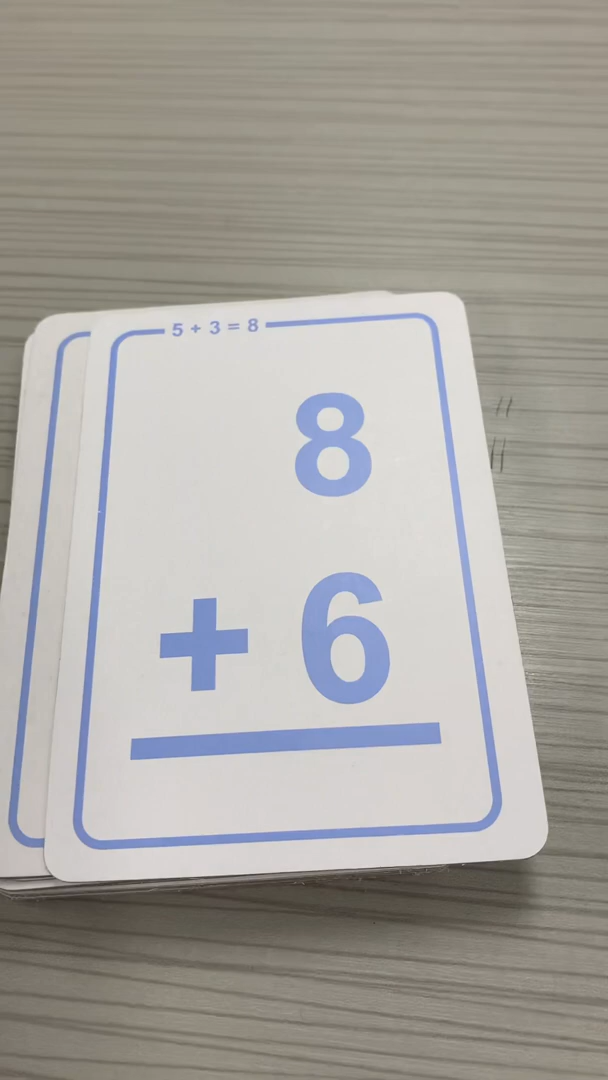 5 + 3 = 8
8
+ 6